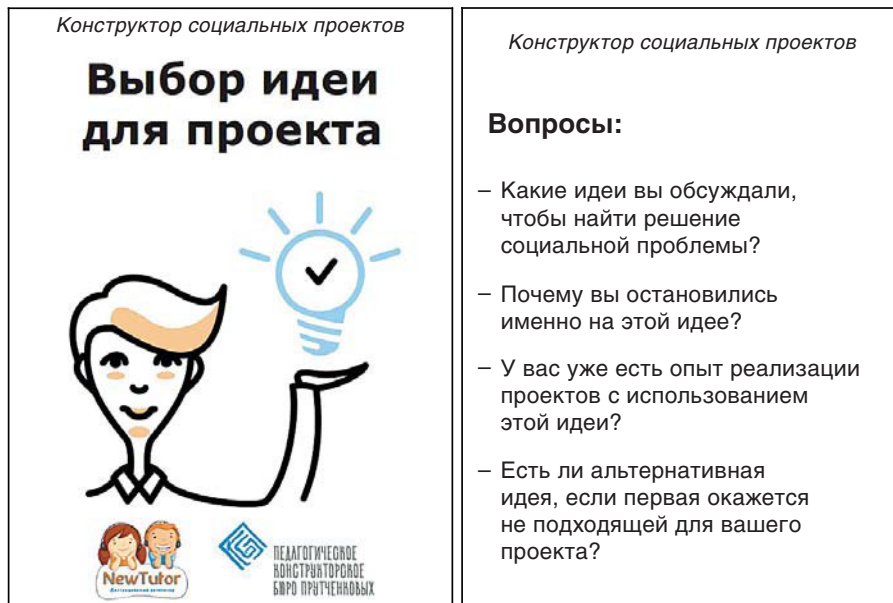 Конструктор социальных проектов
Выбор идеи
для проекта
NewTutor
ПЕДАГОГИЧЕСКОЕ
КОНСТРУКТОРСКОЕ
БЮРО ПРУТЧЕНКОВЫХ
Конструктор социальных проектов
Вопросы:
– Какие идеи вы обсуждали,
чтобы найти решение
социальной проблемы?
– Почему вы остановились
именно на этой идее?
– У вас уже есть опыт реализации
проектов с использованием
этой идеи?
– Есть ли альтернативная
идея, если первая окажется
не подходящей для вашего
проекта?